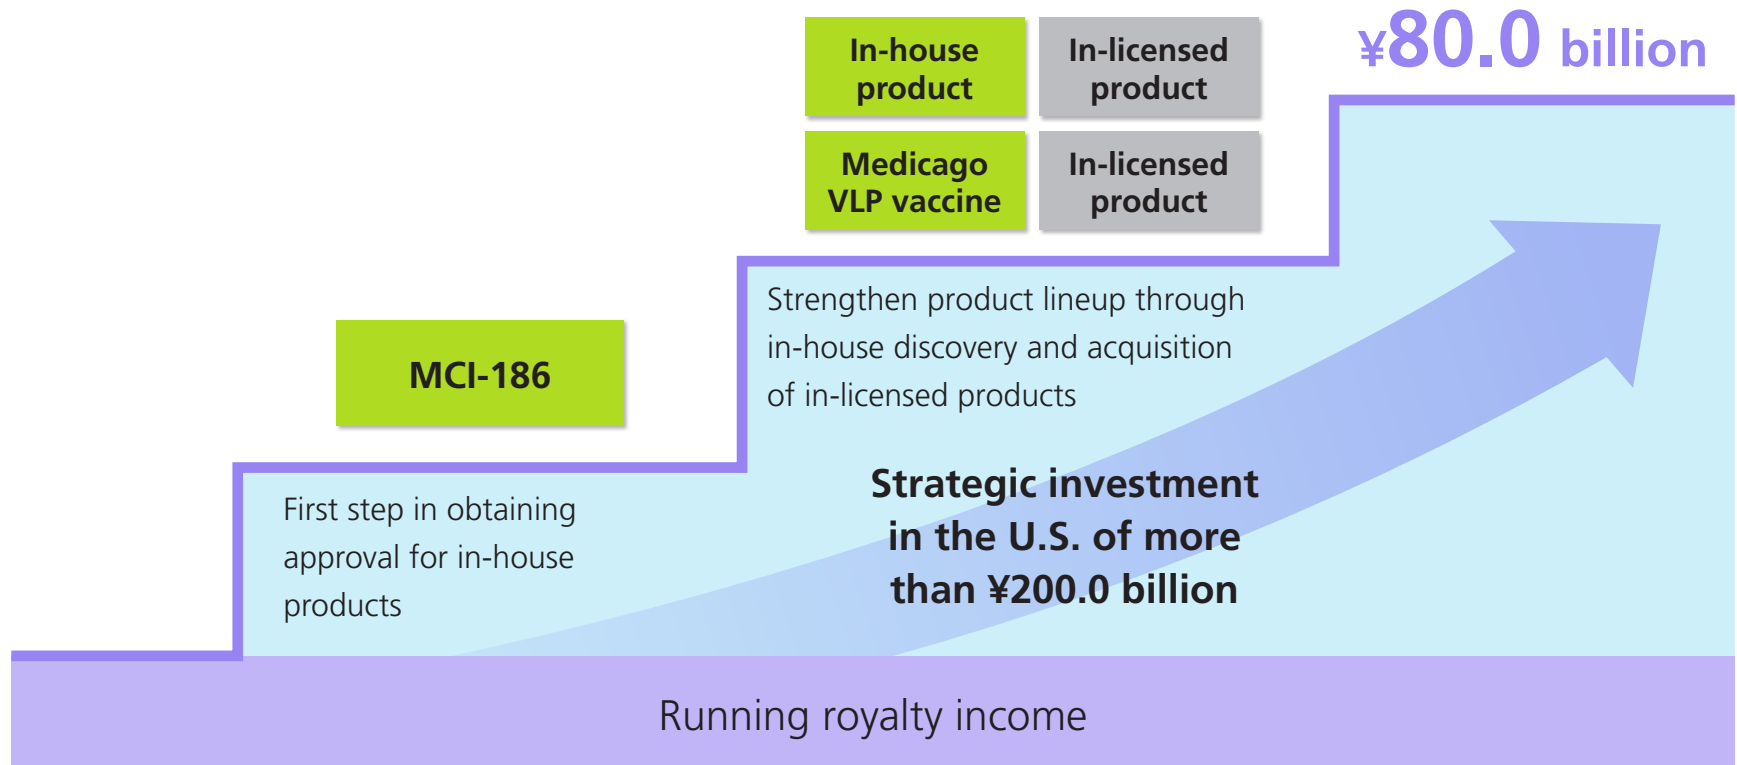 ¥80.0 billion
In-house
product
In-licensed
product
Medicago
VLP vaccine
In-licensed
product
MCI-186
Strengthen product lineup through
in-house discovery and acquisition
of in-licensed products
First step in obtaining
approval for in-house
products
Strategic investment
in the U.S. of more
than ¥200.0 billion
Running royalty income